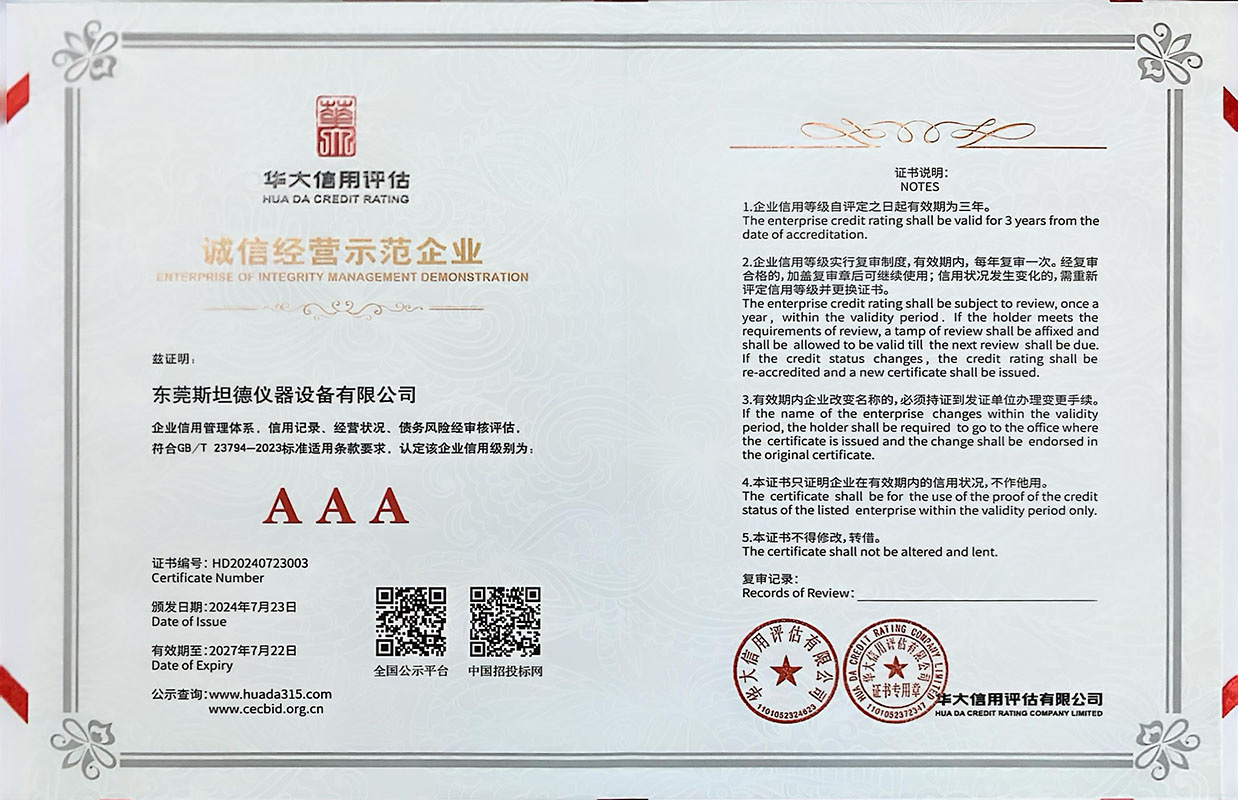 華大
华大信用评估
HUA DA CREDIT RATING
诚信经营示范企业
ENTERPRISE OF INTEGRITY MANAGEMENT DEMONSTRATION
兹证明：
东莞斯坦德仪器设备有限公司
企业信用管理体系、信用记录、经营状况、债务风险经审核评估，
符合GB/T 23794—2023标准适用条款要求，认定该企业信用级别为：
AAA
证书编号：HD20240723003
Certificate Number
颁发日期：2024年7月23日
Date of Issue
有效期至：2027年7月22日
Date of Expiry
公示查询：www.huada315.com
www.cecbid.org.cn
全国公示平台
中国招投标网
证书说明：
NOTES
1.企业信用等级自评定之日起有效期为三年。
The enterprise credit rating shall be valid for 3 years from the
date of accreditation.
2.企业信用等级实行复审制度，有效期内，每年复审一次。经复审
合格的，加盖复审章后可继续使用；信用状况发生变化的，需重新
评定信用等级并更换证书。
The enterprise credit rating shall be subject to review, once a
year, within the validity period. If the holder meets the
requirements of review, a tamp of review shall be affixed and
shall be allowed to be valid till the next review shall be due.
If the credit status changes, the credit rating shall be
re-accredited and a new certificate shall be issued.
3.有效期内企业改变名称的，必须持证到发证单位办理变更手续。
If the name of the enterprise changes within the validity
period, the holder shall be required to go to the office where
the certificate is issued and the change shall be endorsed in
the original certificate.
4.本证书只证明企业在有效期内的信用状况，不作他用。
The certificate shall be for the use of the proof of the credit
status of the listed enterprise within the validity period only.
5.本证书不得修改，转借。
The certificate shall not be altered and lent.
复审记录：
Records of Review:
华大信用评估有限公司
1101052324623
HUA DA CREDIT RATING COMPANY LIMITED
华大信用评估有限公司
证书专用章
1101052372347
华大信用评估有限公司
HUA DA CREDIT RATING COMPANY LIMITED